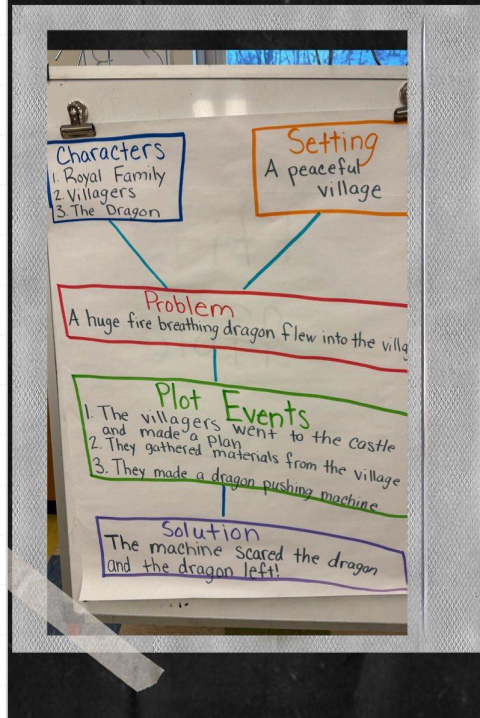 Characters
1. Royal Family
2. Villagers
3. The Dragon
Setting
A peaceful
village
Problem
A huge fire breathing dragon flew into the villg
Plot Events
1. The villagers went to the castle
and made a plan
2. They gathered materials from the village
3. They made a dragon pushing machine
Solution
The machine scared the dragon
and the dragon left!